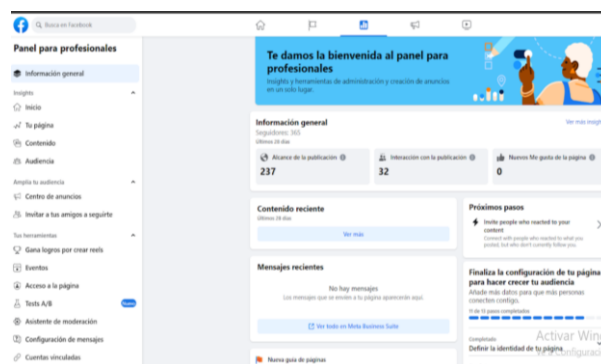 Busca en Facebook
Panel para profesionales
Información general
Insights
Inicio
Tu página
Contenido
Audiencia
Amplía tu audiencia
Centro de anuncios
Invitar a tus amigos a seguirte
Tus herramientas
Gana logros por crear reels
Eventos
Acceso a la página
Tests A/B
Nuevo
Asistente de moderación
Configuración de mensajes
Cuentas vinculadas
Te damos la bienvenida al panel para
profesionales
Insights y herramientas de administración y creación de anuncios
en un solo lugar.
Información general
Ver más insigh
Seguidores: 365
Últimos 28 días
Alcance de la publicación
237
Interacción con la publicación
32
Nuevos Me gusta de la página
0
Contenido reciente
Últimos 28 días
Ver más
Mensajes recientes
No hay mensajes
Los mensajes que se envíen a tu página aparecerán aquí.
Ver todo en Meta Business Suite
Nueva guía de páginas
Próximos pasos
Invite people who reacted to your
content
Connect with people who reacted to what you
posted, but who don't currently follow you.
Finaliza la configuración de tu página
para hacer crecer tu audiencia
Añade más datos para que más personas
conecten contigo.
11 de 13 pasos completados
Completado
Definir la identidad de tu página
Activar Win